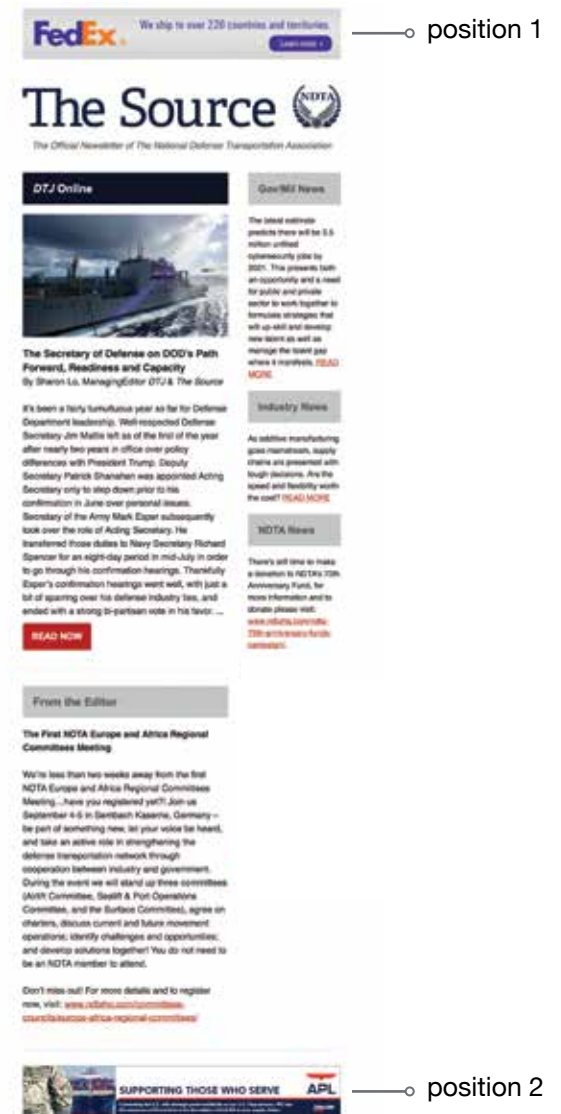 FedEx
We ship to over 220 countries and territories.
Learn more >
position 1
The Source
NDTA
The Official Newsletter of The National Defense Transportation Association
DTJ Online
The Secretary of Defense on DOD's Path
Forward, Readiness and Capacity
By Sharon Lo, ManagingEditor DTJ & The Source
It's been a fairly tumultuous year so far for Defense
Department leadership. Well-respected Defense
Secretary Jim Mattis left as of the first of the year
after nearly two years in office over policy
differences with President Trump. Deputy
Secretary Patrick Shanahan was appointed Acting
Secretary only to step down prior to his
confirmation in June over personal issues.
Secretary of the Army Mark Esper subsequently
took over the role of Acting Secretary. He
transferred those duties to Navy Secretary Richard
Spencer for an eight-day period in mid-July in order
to go through his confirmation hearings. Thankfully
Esper's confirmation hearings went well, with just a
bit of sparring over his defense industry ties, and
ended with a strong bi-partisan vote in his favor. ...
READ NOW
Gov/Mil News
The latest estimate
predicts there will be 3.5
million unfilled
cybersecurity jobs by
2021. This presents both
an opportunity and a need
for public and private
sector to work together to
formulate strategies that
will up-skill and develop
new talent as well as
manage the talent gap
where it manifests. READ
MORE
Industry News
As additive manufacturing
goes mainstream, supply
chains are presented with
tough decisions. Are the
speed and flexibility worth
the cost? READ MORE
NDTA News
There's still time to make
a donation to NDTA's 75th
Anniversary Fund, for
more information and to
donate please visit:
www.ndtahq.com/ndta-
75th-anniversary-funds-
campaign/
From the Editor
The First NDTA Europe and Africa Regional
Committees Meeting
We're less than two weeks away from the first
NDTA Europe and Africa Regional Committees
Meeting...have you registered yet?! Join us
September 4-5 in Sembach Kaserne, Germany –
be part of something new, let your voice be heard,
and take an active role in strengthening the
defense transportation network through
cooperation between industry and government.
During the event we will stand up three committees
(Airlift Committee, Sealift & Port Operations
Committee, and the Surface Committee), agree on
charters, discuss current and future movement
operations; identify challenges and opportunities;
and develop solutions together! You do not need to
be an NDTA member to attend.
Don't miss out! For more details and to register
now, visit: www.ndtahq.com/committees-
councils/europe-africa-regional-committees/
SUPPORTING THOSE WHO SERVE
APL
position 2